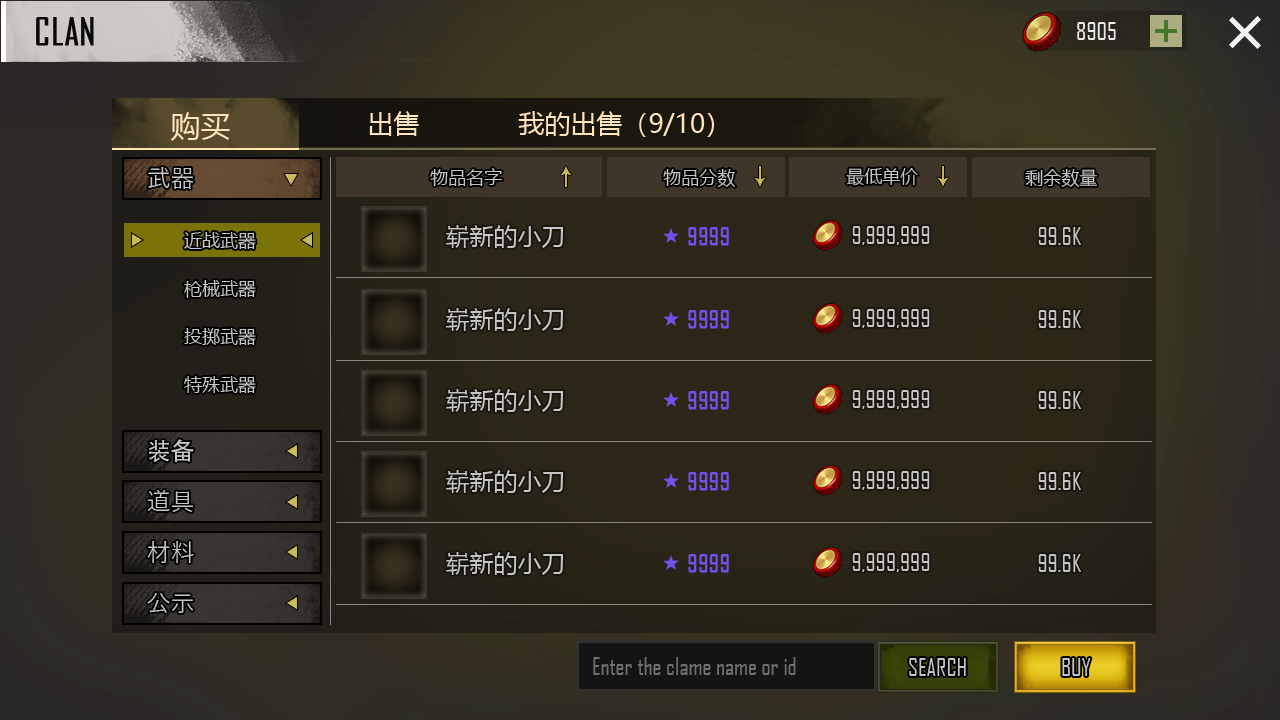 CLAN
8905
购买 出售 我的出售（9/10）
武器
近战武器
枪械武器
投掷武器
特殊武器
装备
道具
材料
公示
物品名字 物品分数 最低单价 剩余数量
崭新的小刀 9999 9,999,999 99.6K
崭新的小刀 9999 9,999,999 99.6K
崭新的小刀 9999 9,999,999 99.6K
崭新的小刀 9999 9,999,999 99.6K
崭新的小刀 9999 9,999,999 99.6K
Enter the clame name or id SEARCH BUY